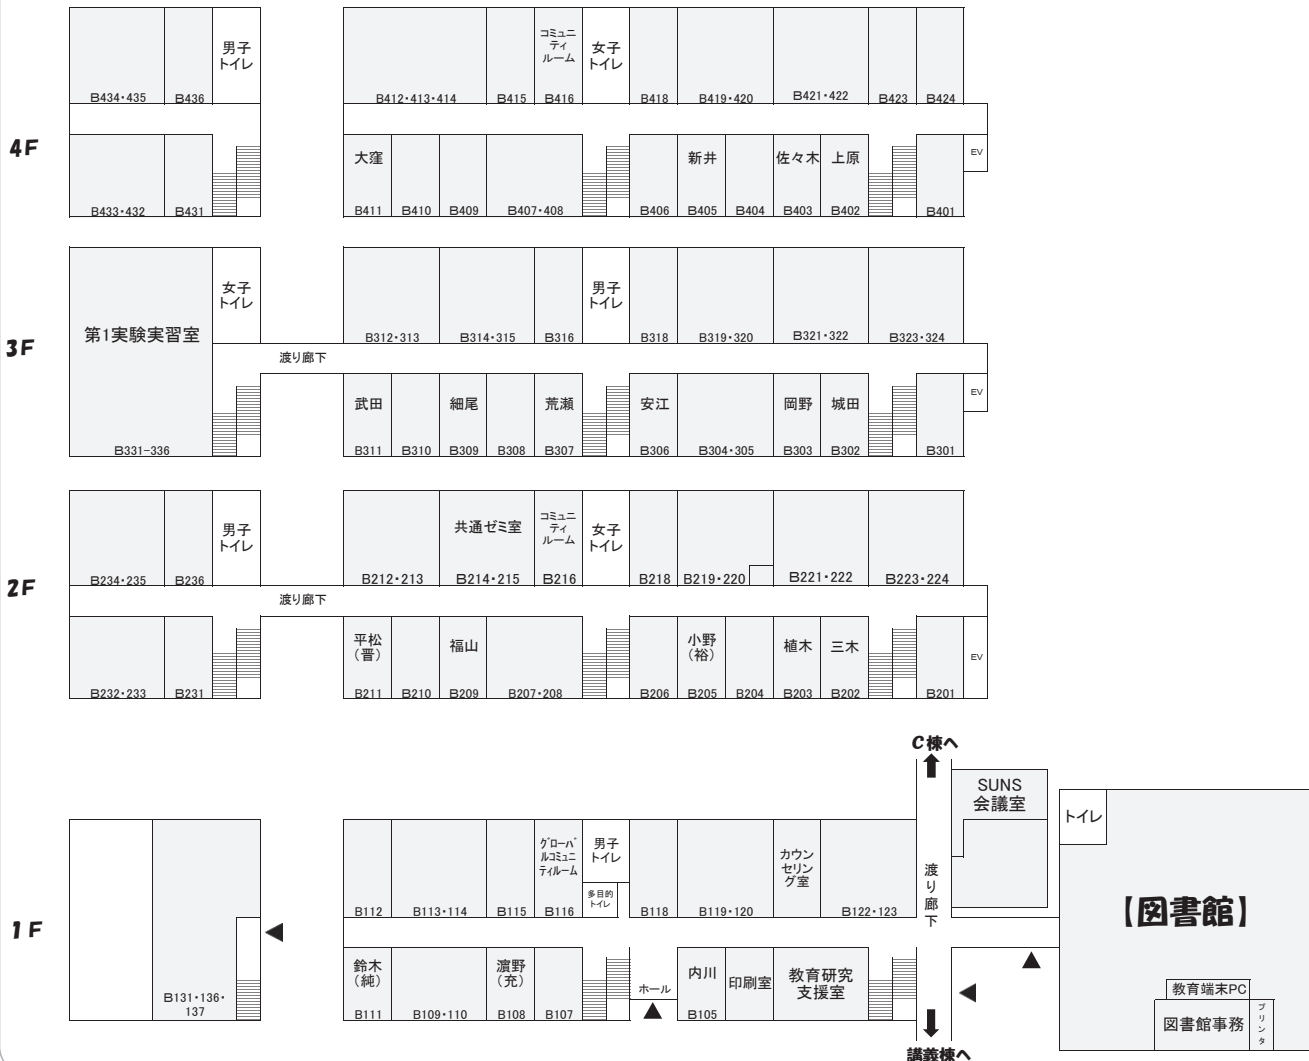 4F
男子
トイレ
B434・435
B436
B412・413・414
B415
コミュニ
ティ
ルーム
B416
女子
トイレ
B418
B419・420
B421・422
B423
B424
B433・432
B431
大窪
B411
B410
B409
B407・408
B406
新井
B405
B404
佐々木
B403
上原
B402
B401
EV
3F
第1実験実習室
B331-336
女子
トイレ
渡り廊下
B312・313
B314・315
B316
男子
トイレ
B318
B319・320
B321・322
B323・324
武田
B311
B310
細尾
B309
B308
荒瀬
B307
安江
B306
B304・305
岡野
B303
城田
B302
B301
EV
2F
B234・235
B236
男子
トイレ
渡り廊下
B212・213
共通ゼミ室
B214・215
コミュニ
ティ
ルーム
B216
女子
トイレ
B218
B219・220
B221・222
B223・224
B232・233
B231
平松
(晋)
B211
B210
福山
B209
B207・208
B206
小野
(裕)
B205
B204
植木
B203
三木
B202
B201
EV
1F
B131・136・
137
B112
B113・114
B115
グローバ
ルコミュニ
ティルーム
B116
男子
トイレ
多目的
トイレ
B118
B119・120
カウン
セリン
グ室
B122・123
C棟へ
渡り廊下
講義棟へ
SUNS
会議室
トイレ
【図書館】
教育端末PC
図書館事務
プリンタ
鈴木
(純)
B111
B109・110
濵野
(充)
B108
B107
ホール
内川
B105
印刷室
教育研究
支援室